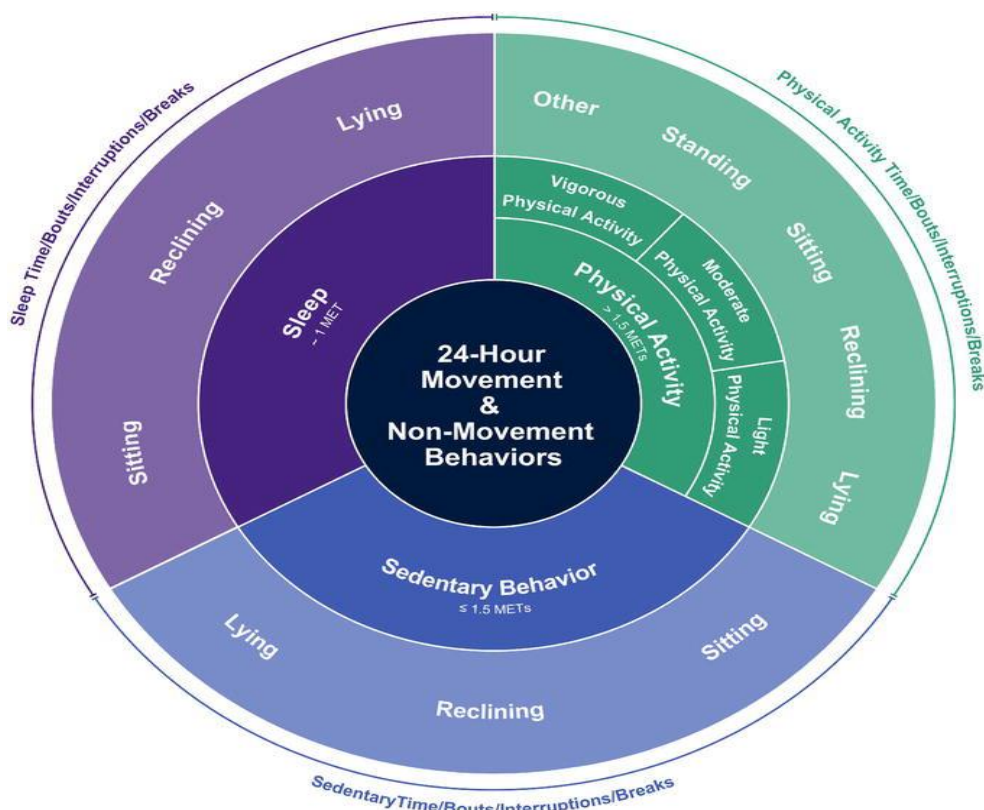 24-Hour
Movement
&
Non-Movement
Behaviors
Sleep
~ 1 MET
Lying
Reclining
Sitting
Sleep Time/Bouts/Interruptions/Breaks
Physical Activity
> 1.5 METs
Vigorous
Physical Activity
Moderate
Physical Activity
Light
Physical Activity
Other
Standing
Sitting
Reclining
Lying
Physical Activity Time/Bouts/Interruptions/Breaks
Sedentary Behavior
≤ 1.5 METs
Lying
Reclining
Sitting
SedentaryTime/Bouts/Interruptions/Breaks